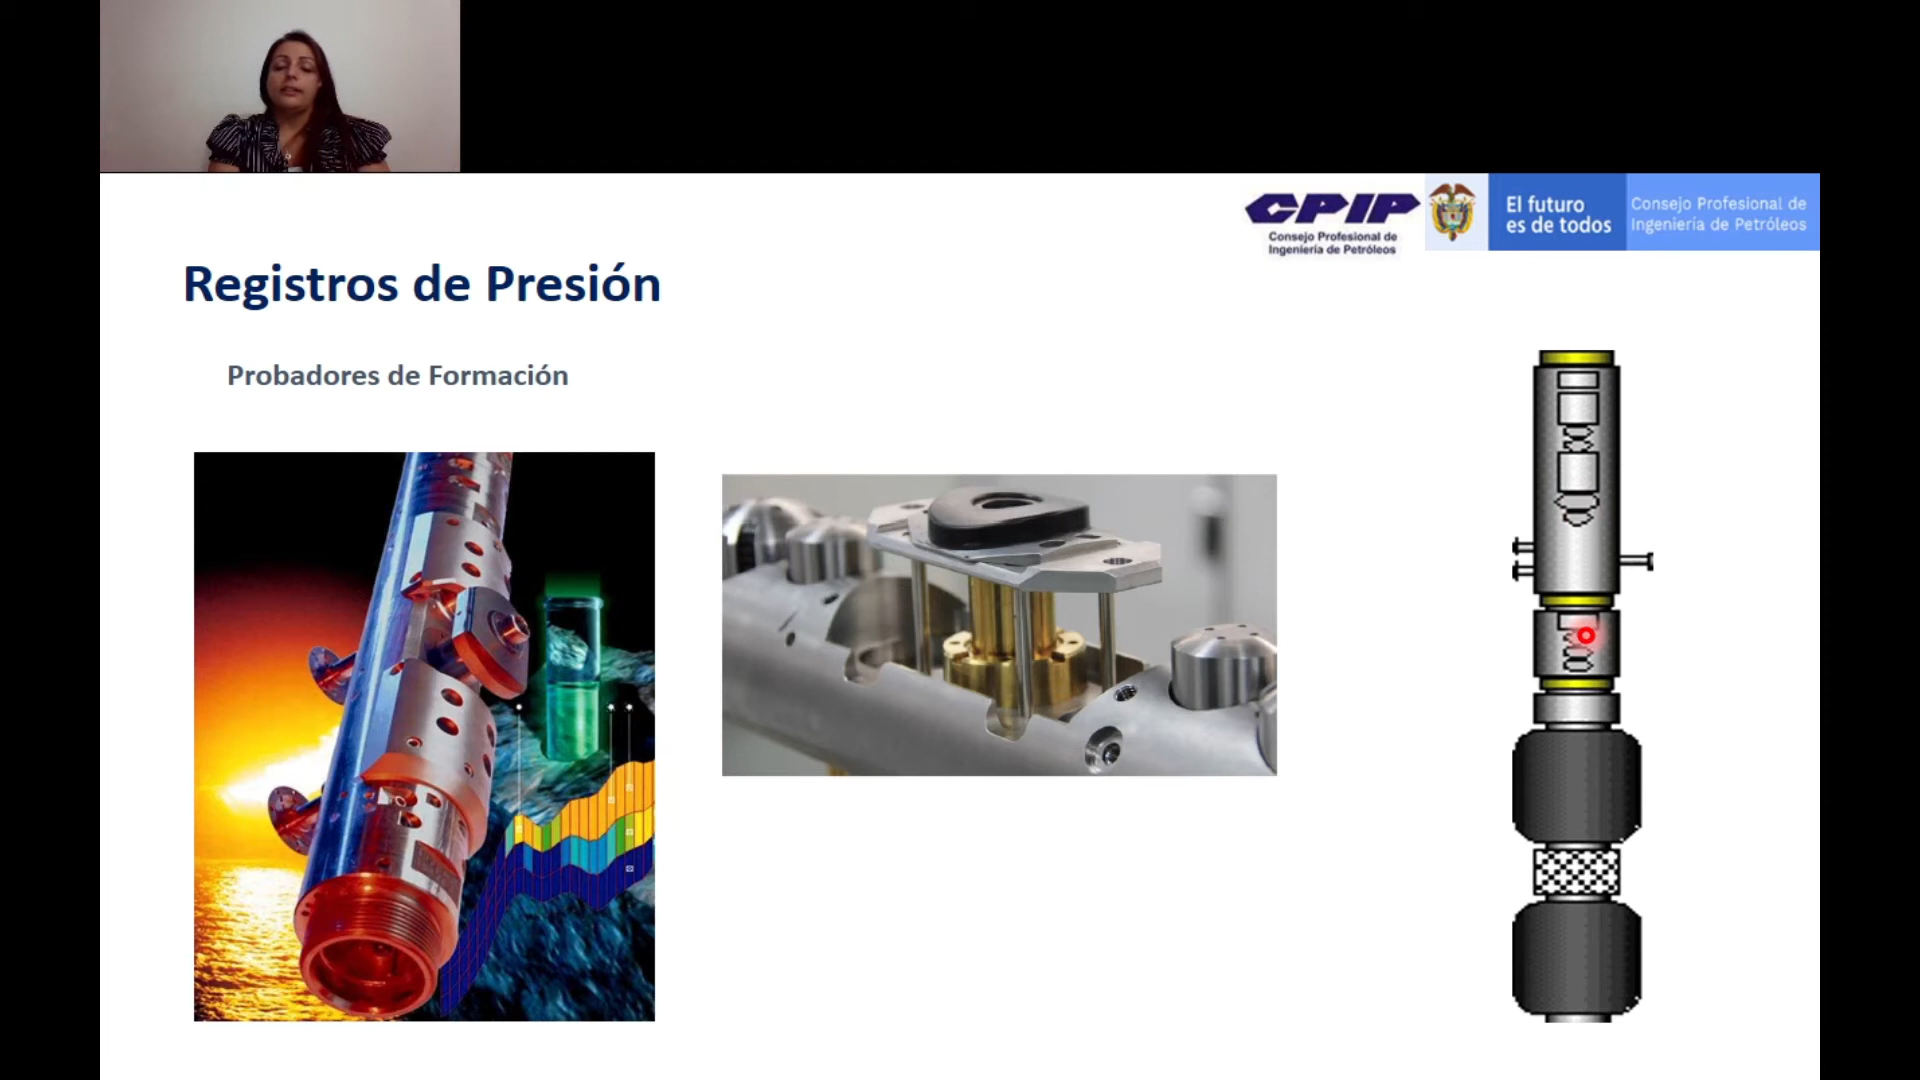 CPIP
Consejo Profesional de
Ingeniería de Petróleos
El futuro
es de todos
Consejo Profesional de
Ingeniería de Petróleos
Registros de Presión
Probadores de Formación